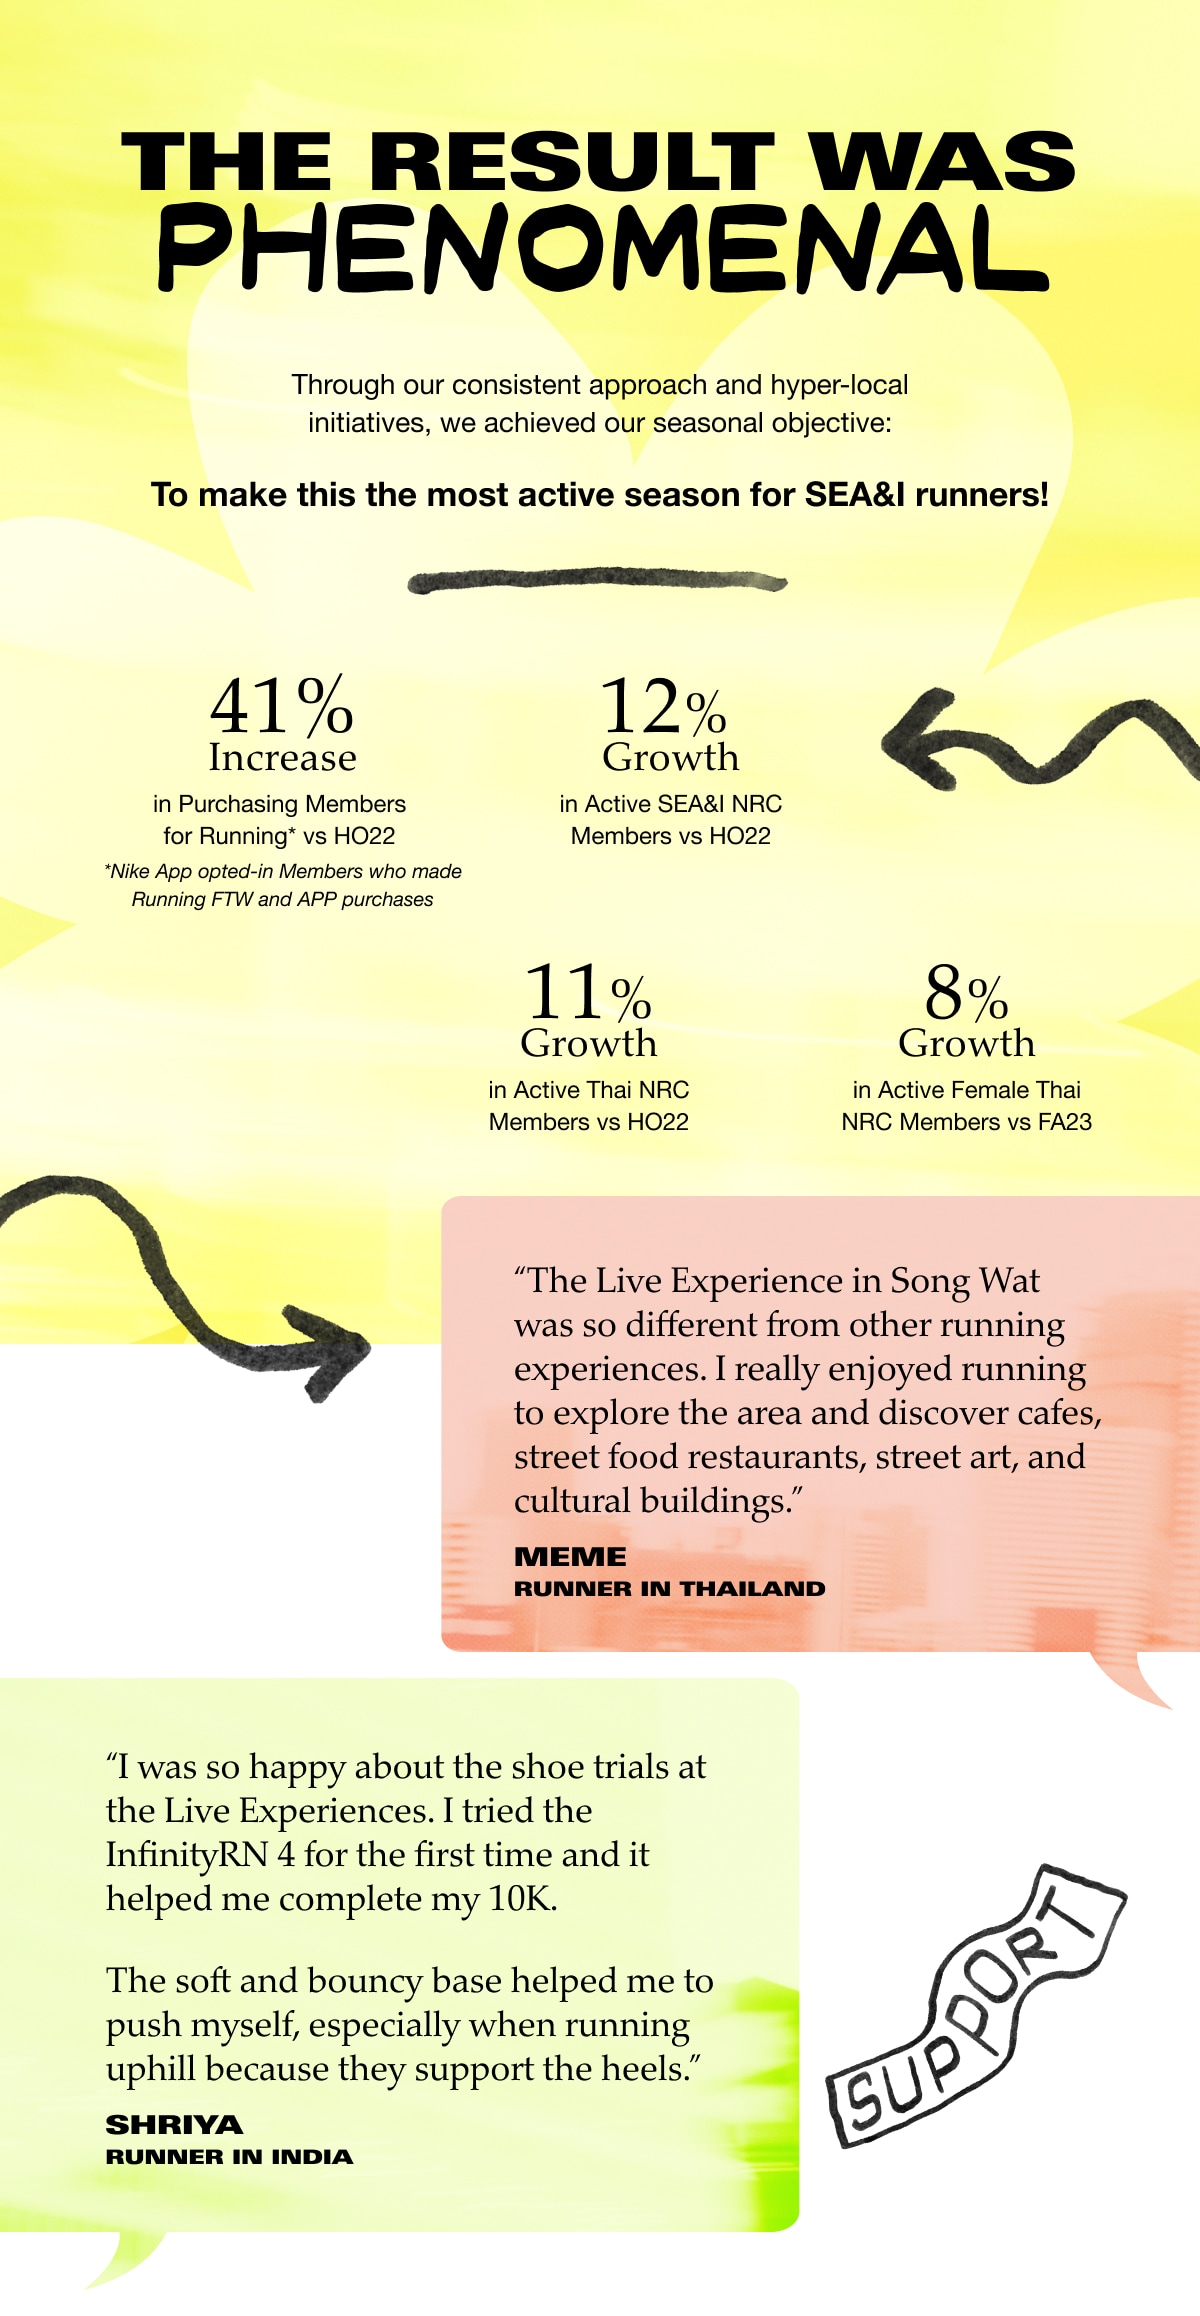 THE RESULT WAS
PHENOMENAL
Through our consistent approach and hyper-local
initiatives, we achieved our seasonal objective:
To make this the most active season for SEA&I runners!
41%
Increase
in Purchasing Members
for Running* vs HO22
*Nike App opted-in Members who made
Running FTW and APP purchases
12%
Growth
in Active SEA&I NRC
Members vs HO22
11%
Growth
in Active Thai NRC
Members vs HO22
8%
Growth
in Active Female Thai
NRC Members vs FA23
“The Live Experience in Song Wat
was so different from other running
experiences. I really enjoyed running
to explore the area and discover cafes,
street food restaurants, street art, and
cultural buildings.”
MEME
RUNNER IN THAILAND
“I was so happy about the shoe trials at
the Live Experiences. I tried the
InfinityRN 4 for the first time and it
helped me complete my 10K.
The soft and bouncy base helped me to
push myself, especially when running
uphill because they support the heels.”
SHRIYA
RUNNER IN INDIA
SUPPORT